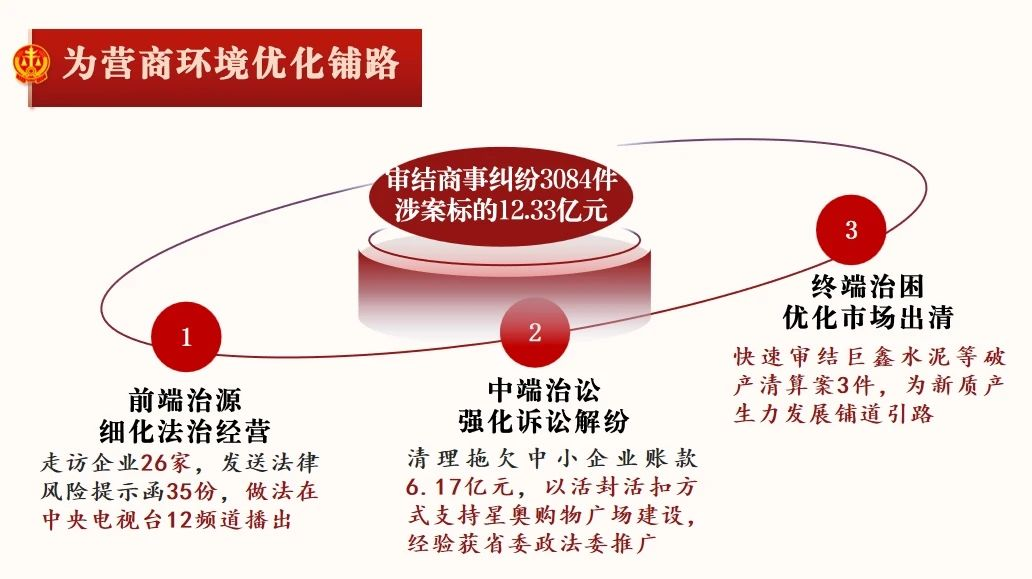 为营商环境优化铺路
审结商事纠纷3084件
涉案标的12.33亿元
1
前端治源
细化法治经营
走访企业26家，发送法律
风险提示函35份，做法在
中央电视台12频道播出
2
中端治讼
强化诉讼解纷
清理拖欠中小企业账款
6.17亿元，以活封活扣方
式支持星奥购物广场建设，
经验获省委政法委推广
3
终端治困
优化市场出清
快速审结巨鑫水泥等破
产清算案3件，为新质产
生力发展铺道引路